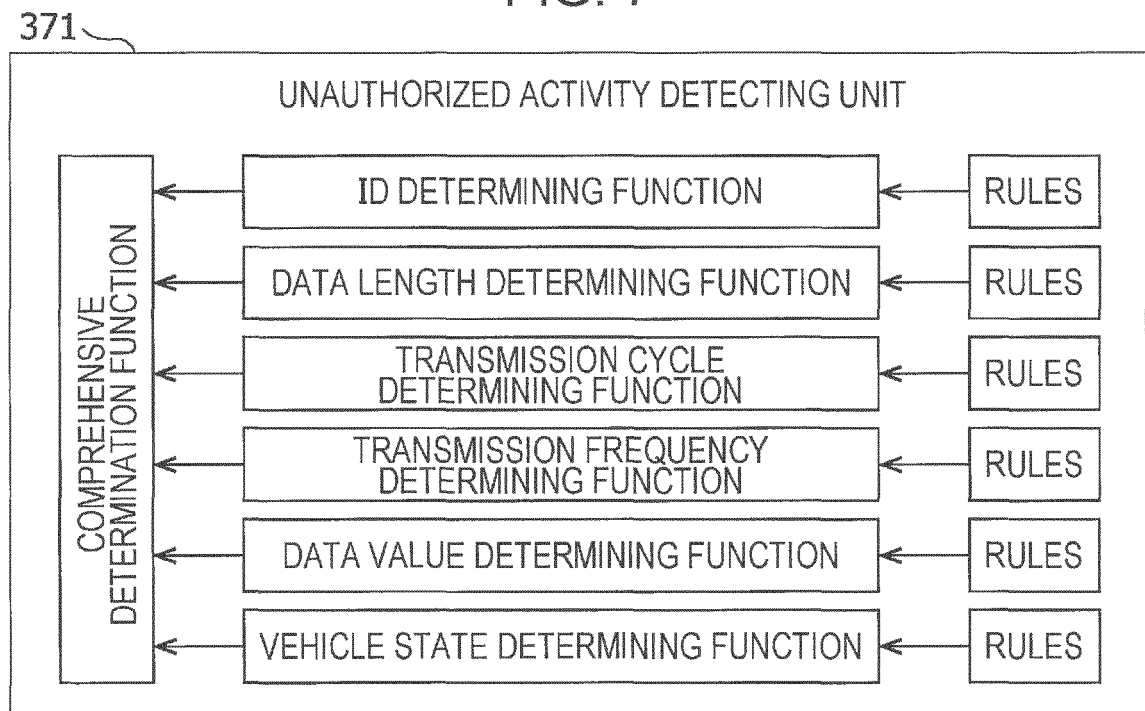 371
UNAUTHORIZED ACTIVITY DETECTING UNIT
COMPREHENSIVE
DETERMINATION FUNCTION
ID DETERMINING FUNCTION
RULES
DATA LENGTH DETERMINING FUNCTION
RULES
TRANSMISSION CYCLE
DETERMINING FUNCTION
RULES
TRANSMISSION FREQUENCY
DETERMINING FUNCTION
RULES
DATA VALUE DETERMINING FUNCTION
RULES
VEHICLE STATE DETERMINING FUNCTION
RULES